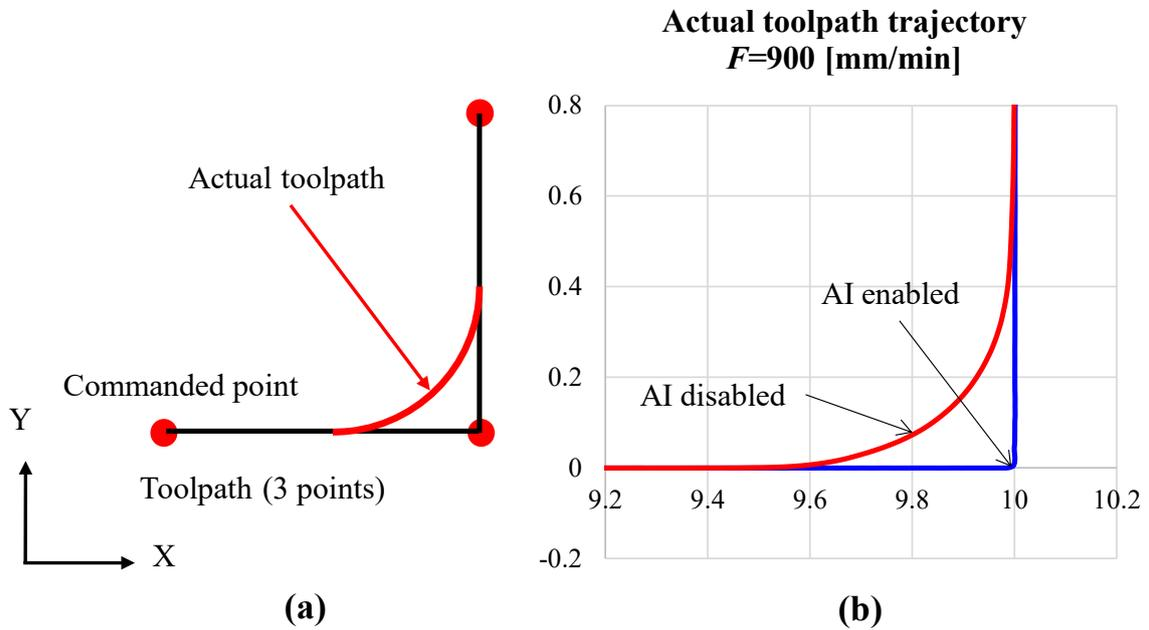 Actual toolpath
Commanded point
Y
Toolpath (3 points)
X
(a)
Actual toolpath trajectory
F=900 [mm/min]
0.8
0.6
0.4
0.2
0
-0.2
AI enabled
AI disabled
9.2 9.4 9.6 9.8 10 10.2
(b)